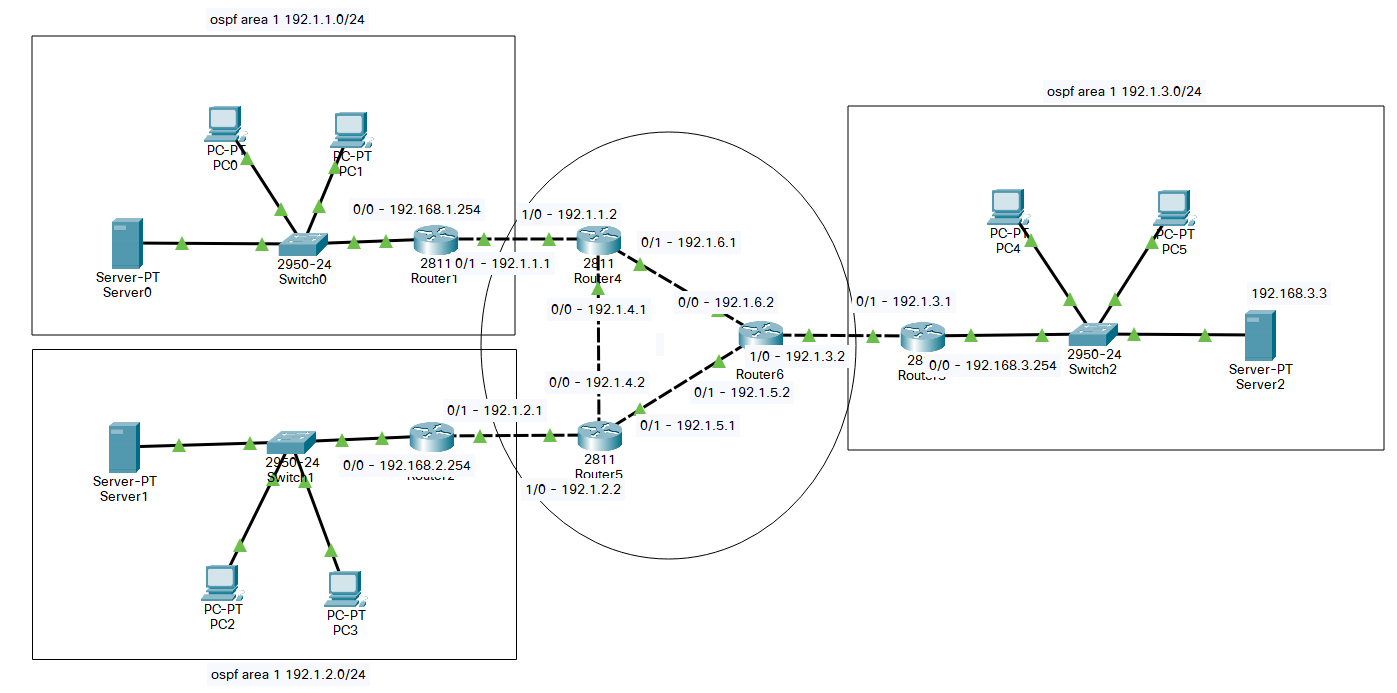 ospf area 1 192.1.1.0/24
ospf area 1 192.1.3.0/24
PC-PT
PC0
PC-PT
PC1
0/0 - 192.168.1.254
1/0 - 192.1.1.2
0/1 - 192.1.6.1
Server-PT
Server0
2950-24
Switch0
2811
Router1
0/1 - 192.1.1.1
2811
Router4
PC-PT
PC4
PC-PT
PC5
0/0 - 192.1.4.1
0/0 - 192.1.6.2
0/1 - 192.1.3.1
192.168.3.3
1/0 - 192.1.3.2
Router6
28
0/0 - 192.168.3.254
2950-24
Switch2
Server-PT
Server2
0/0 - 192.1.4.2
0/1 - 192.1.5.2
0/1 - 192.1.2.1
0/1 - 192.1.5.1
Server-PT
Server1
2950-24
Switch1
0/0 - 192.168.2.254
Router2
2811
Router5
1/0 - 192.1.2.2
PC-PT
PC2
PC-PT
PC3
ospf area 1 192.1.2.0/24